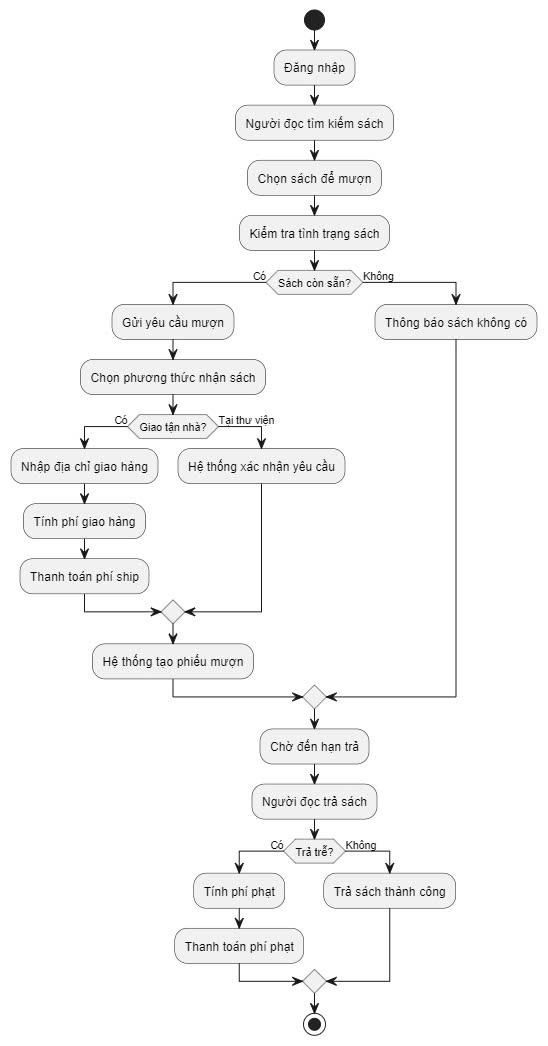 Đăng nhập
Người đọc tìm kiếm sách
Chọn sách để mượn
Kiểm tra tình trạng sách
Có
Sách còn sẵn?
Không
Gửi yêu cầu mượn
Thông báo sách không có
Chọn phương thức nhận sách
Có
Giao tận nhà?
Tại thư viện
Nhập địa chỉ giao hàng
Hệ thống xác nhận yêu cầu
Tính phí giao hàng
Thanh toán phí ship
Hệ thống tạo phiếu mượn
Chờ đến hạn trả
Người đọc trả sách
Có
Trả trễ?
Không
Tính phí phạt
Trả sách thành công
Thanh toán phí phạt